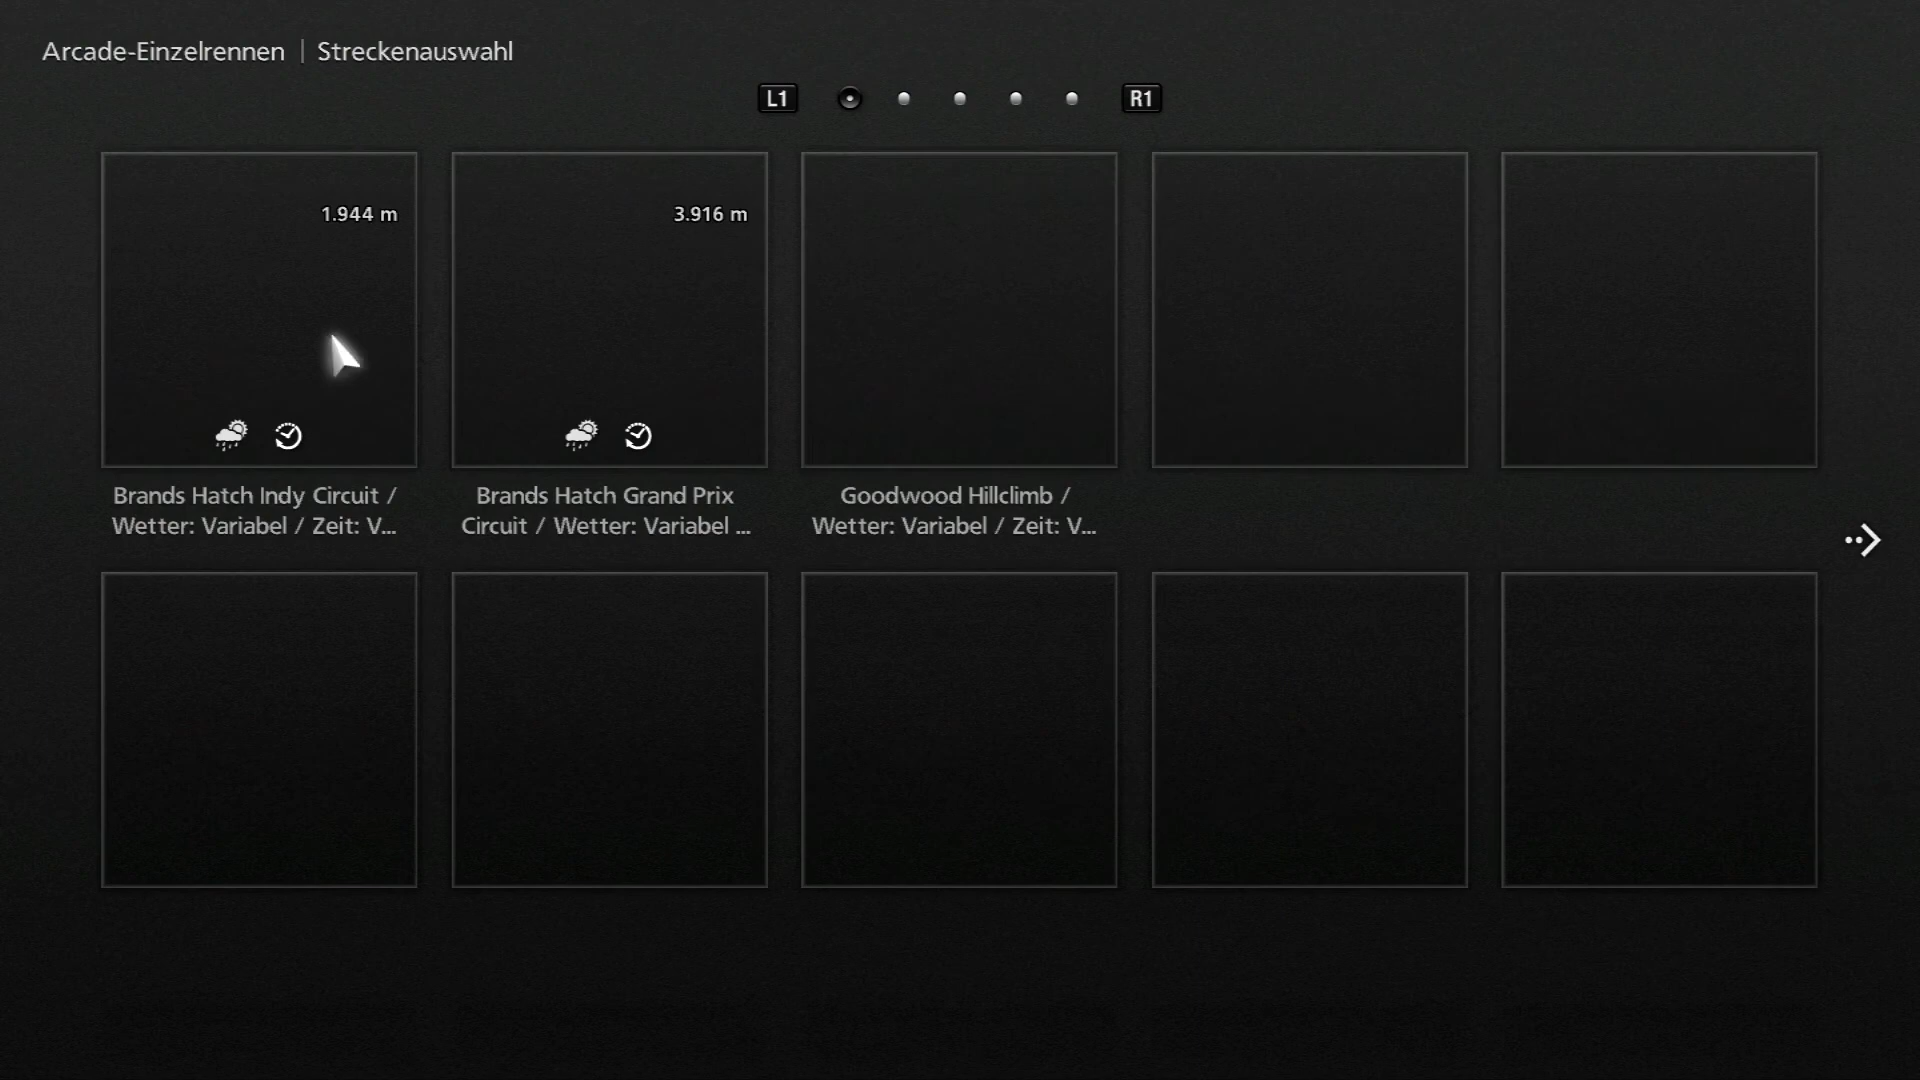 Arcade-Einzelrennen | Streckenauswahl
L1 R1
1.944 m
3.916 m
Brands Hatch Indy Circuit /
Wetter: Variabel / Zeit: V...
Brands Hatch Grand Prix
Circuit / Wetter: Variabel ...
Goodwood Hillclimb /
Wetter: Variabel / Zeit: V...